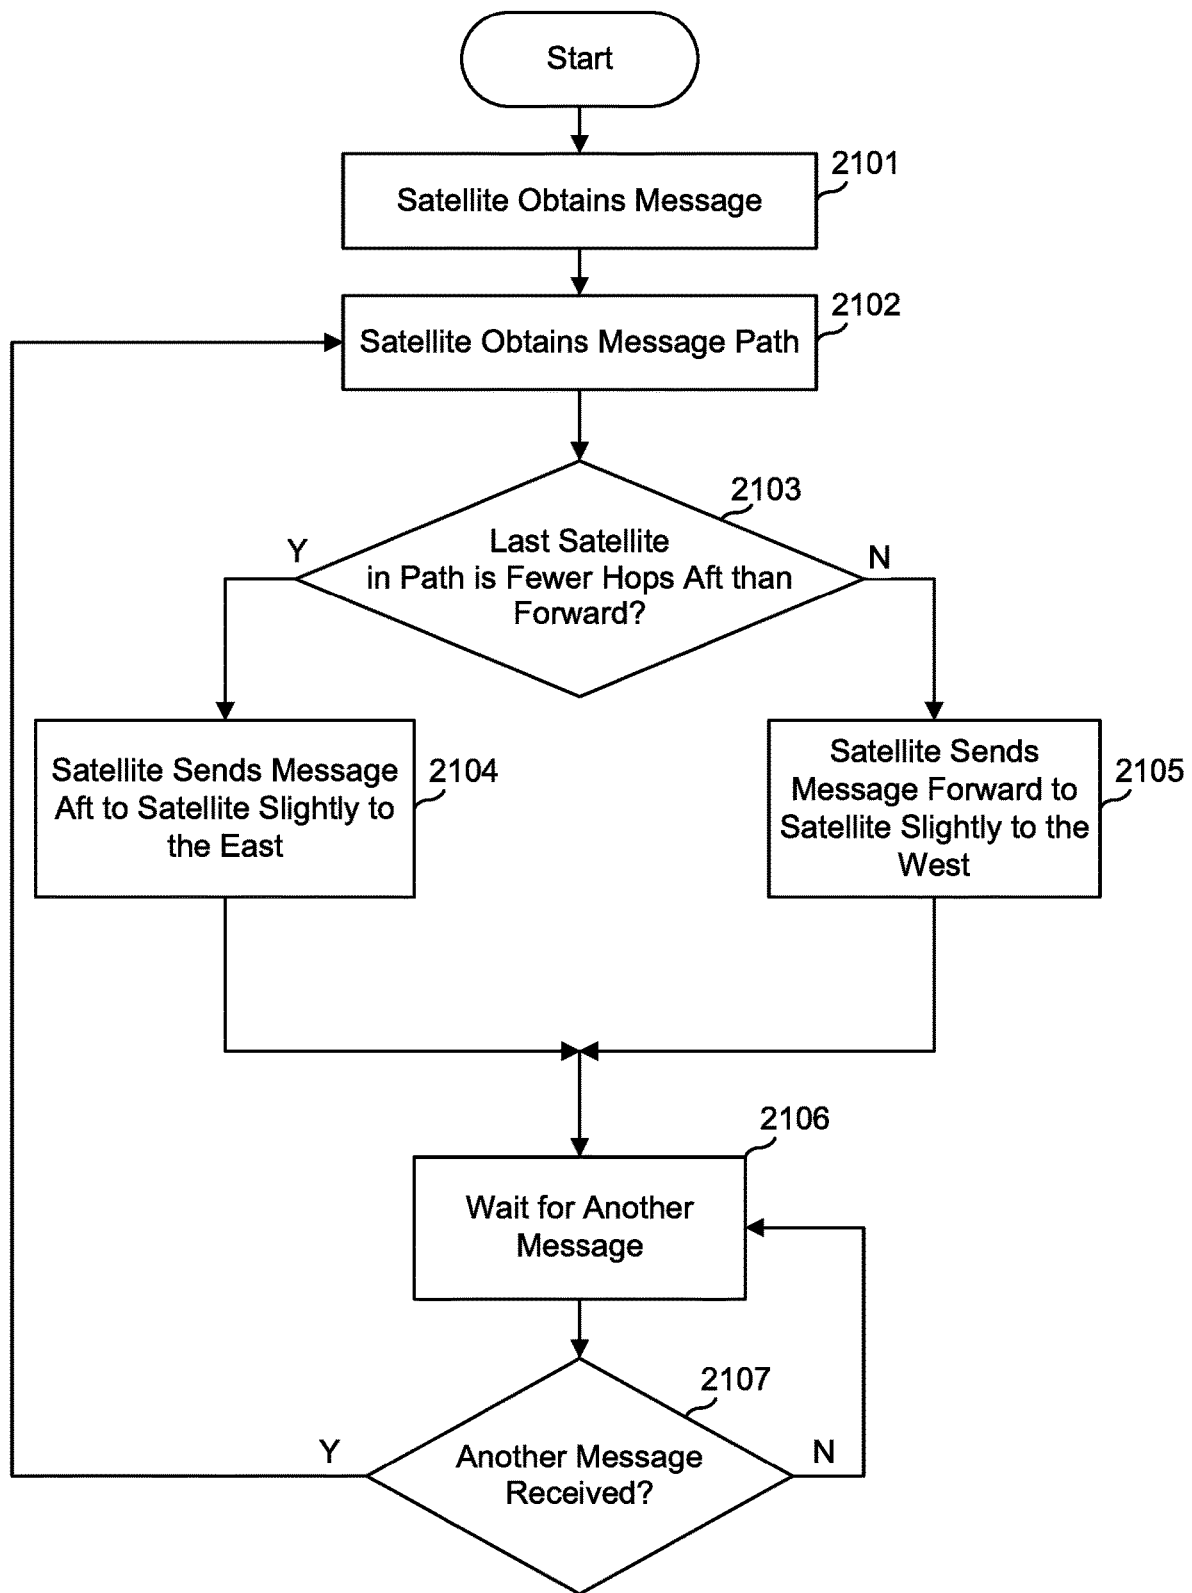 Start
2101
Satellite Obtains Message
2102
Satellite Obtains Message Path
2103
Y
Last Satellite
in Path is Fewer Hops Aft than
Forward?
N
Satellite Sends Message
Aft to Satellite Slightly to
the East
2104
Satellite Sends
Message Forward to
Satellite Slightly to the
West
2105
2106
Wait for Another
Message
2107
Y
Another Message
Received?
N